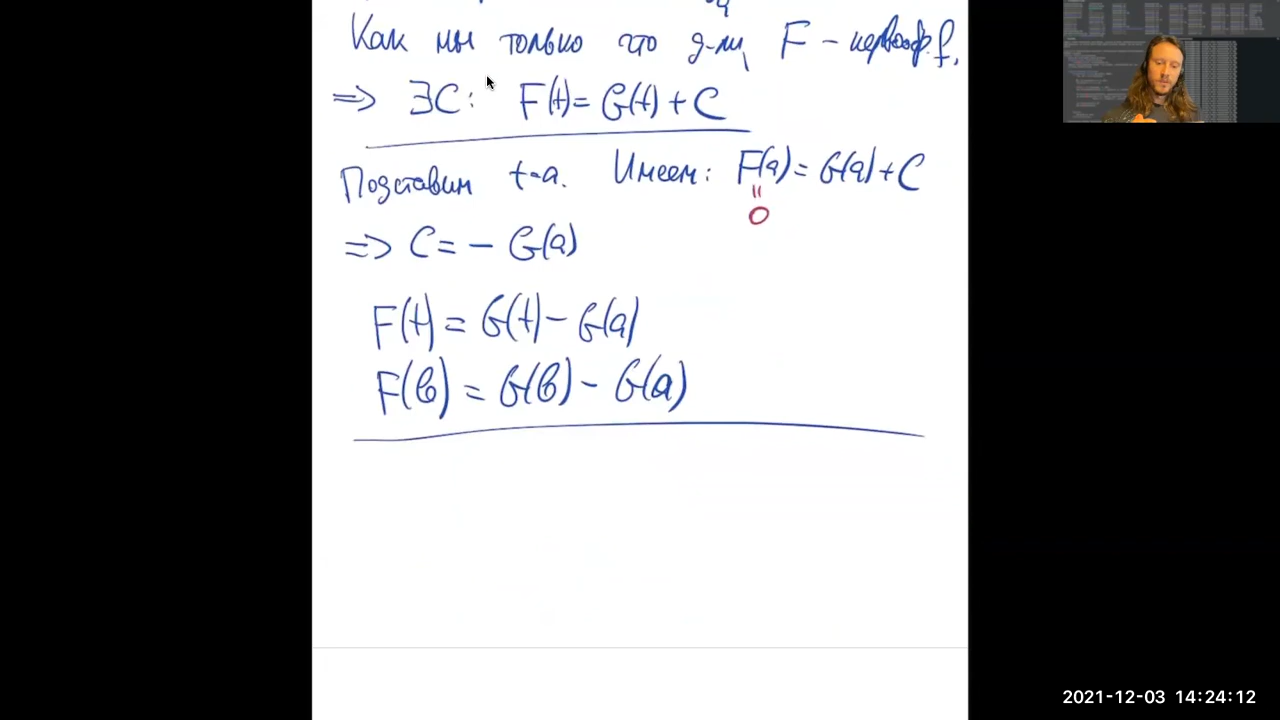 Как мы только что д-ли, F - первообр. f.
⇒ ∃C: F(t) = G(t) + C
Подставим t=a. Имеем: F(a) = G(a) + C
"
0
⇒ C = - G(a)
F(t) = G(t) - G(a)
F(b) = G(b) - G(a)
2021-12-03 14:24:12